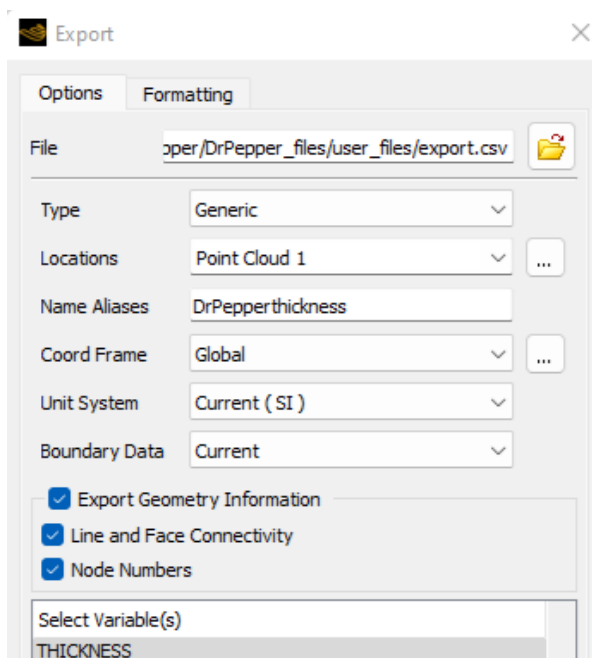 Export
Options Formatting
File pper/DrPepper_files/user_files/export.csv
Type Generic
Locations Point Cloud 1 ...
Name Aliases DrPepperthickness
Coord Frame Global ...
Unit System Current ( SI )
Boundary Data Current
Export Geometry Information
Line and Face Connectivity
Node Numbers
Select Variable(s)
THICKNESS